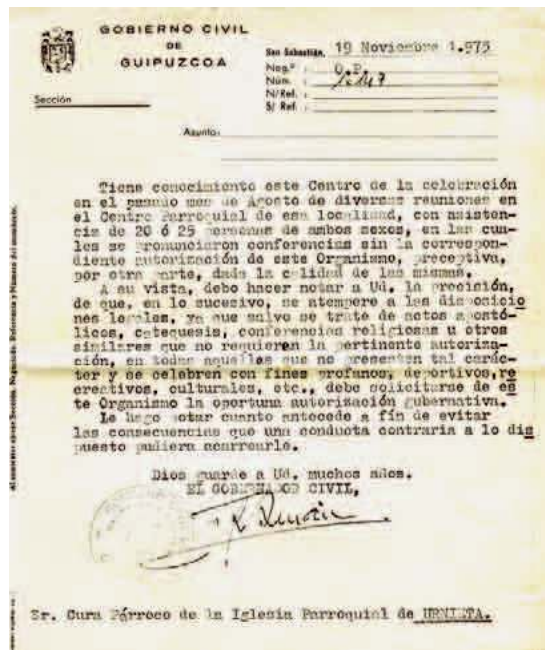 GOBIERNO CIVIL
DE
GUIPUZCOA
San Sebastián, 19 Noviembre 1.975
Neg.º : O.P.
Núm. :
N/Ref. :
S/ Ref. :
Sección
Asunto:
Tiene conocimiento este Centro de la celebración
en el pasado mes de Agosto de diversas reuniones en
el Centro Parroquial de esa localidad, con asisten-
cia de 20 ó 25 personas de ambos sexos, en las cua-
les se pronunciaron conferencias sin la correspon-
diente autorización de este Organismo, preceptiva,
por otra parte, dada la calidad de las mismas.
A su vista, debo hacer notar a Ud. la precisión,
de que, en lo sucesivo, se atempere a las disposicio
nes legales, ya que salvo se trate de actos apostó-
licos, catequesis, conferencias religiosas u otros
similares que no requieren la pertinente autoriza-
ción, en todas aquellas que no presenten tal carác-
ter y se celebren con fines profanos, deportivos,re
creativos, culturales, etc., debe solicitarse de es
te Organismo la oportuna autorización gubernativa.
Le hago notar cuanto antecede a fin de evitar
las consecuencias que una conducta contraria a lo dis
puesto pudiera acarrearle.
Dios guarde a Ud. muchos años.
EL GOBERNADOR CIVIL,
Sr. Cura Párroco de la Iglesia Parroquial de URNIETA.
Al contestar cítese Sección, Negociado, Referencia y Número del documento.